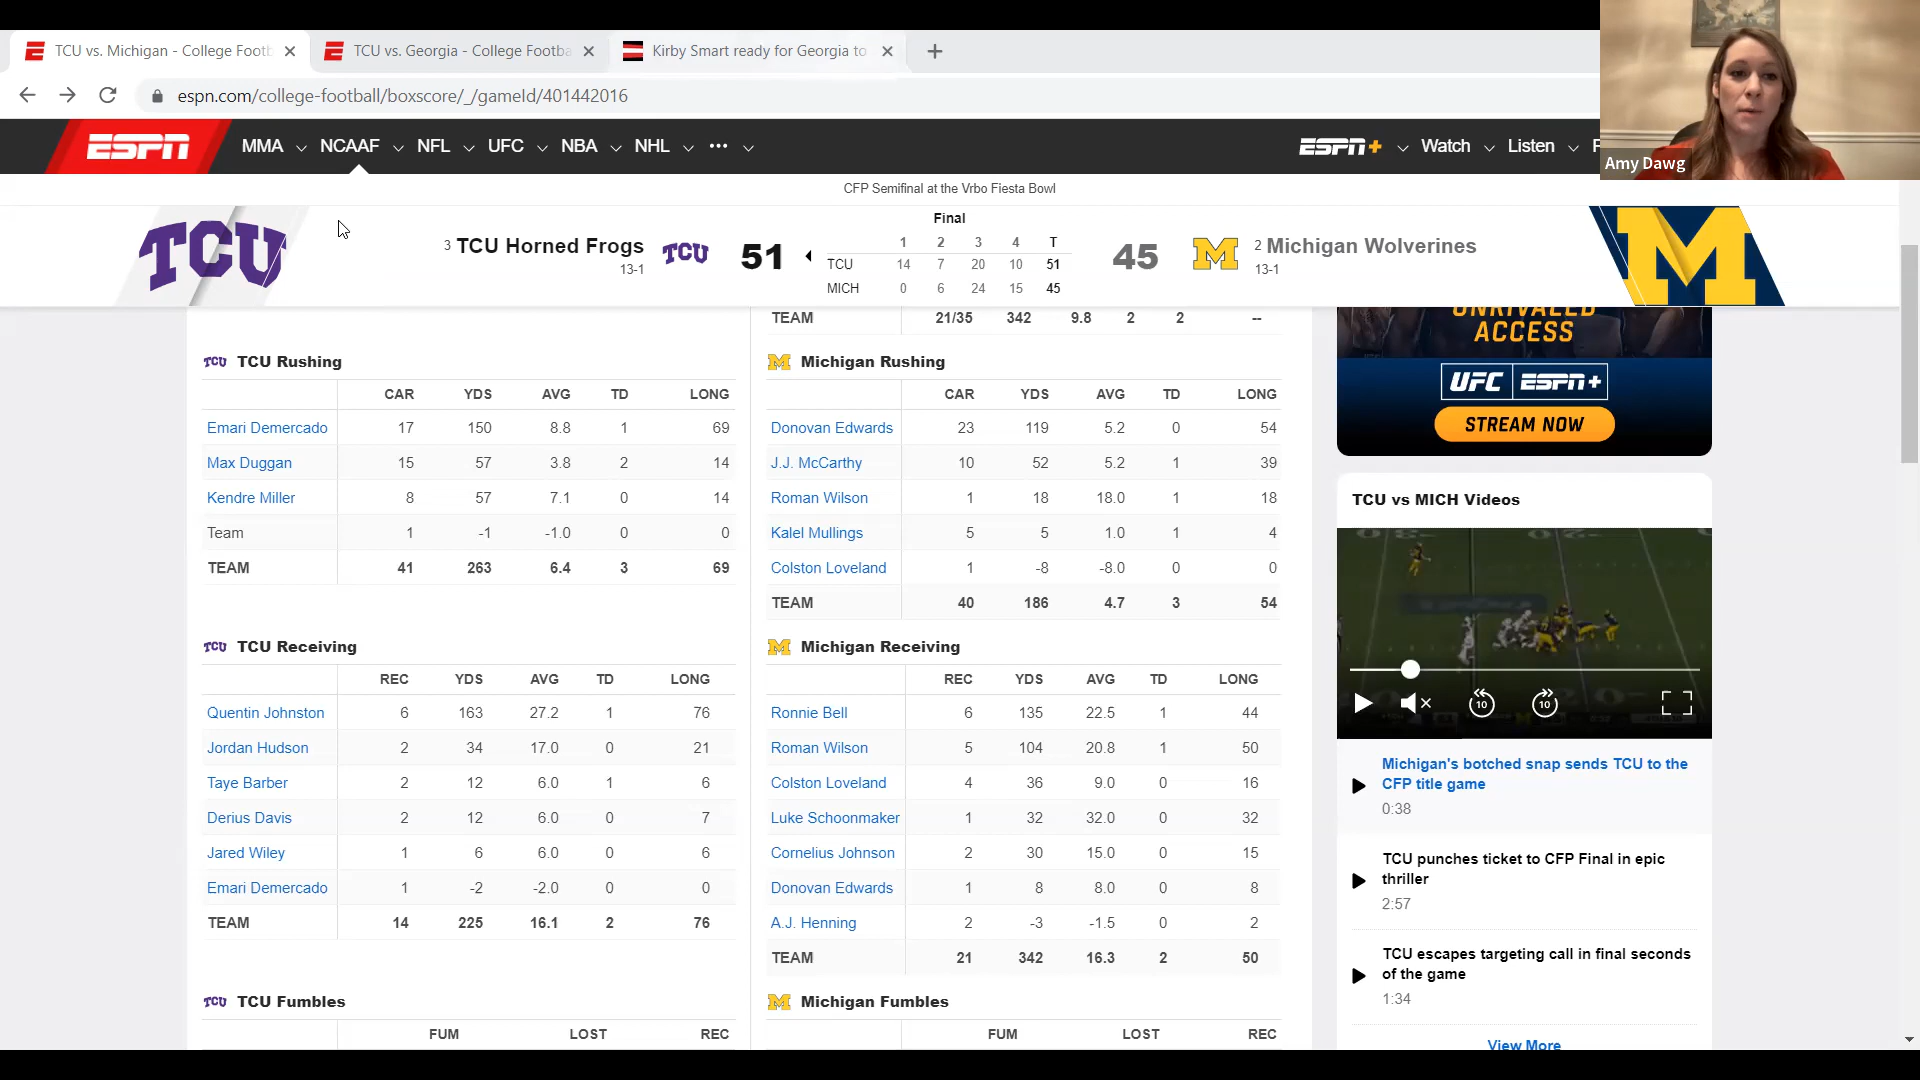 TCU vs. Michigan - College Footb
TCU vs. Georgia - College Footba
Kirby Smart ready for Georgia to
espn.com/college-football/boxscore/_/gameId/401442016
ESPN MMA NCAAF NFL UFC NBA NHL ••• ESPN+ Watch Listen
Amy Dawg
CFP Semifinal at the Vrbo Fiesta Bowl
TCU 3 TCU Horned Frogs 13-1 TCU 51
Final
1 2 3 4 T
TCU 14 7 20 10 51
MICH 0 6 24 15 45
45 M 2 Michigan Wolverines 13-1 M
TEAM 21/35 342 9.8 2 2 --
TCU TCU Rushing
CAR YDS AVG TD LONG
Emari Demercado 17 150 8.8 1 69
Max Duggan 15 57 3.8 2 14
Kendre Miller 8 57 7.1 0 14
Team 1 -1 -1.0 0 0
TEAM 41 263 6.4 3 69
M Michigan Rushing
CAR YDS AVG TD LONG
Donovan Edwards 23 119 5.2 0 54
J.J. McCarthy 10 52 5.2 1 39
Roman Wilson 1 18 18.0 1 18
Kalel Mullings 5 5 1.0 1 4
Colston Loveland 1 -8 -8.0 0 0
TEAM 40 186 4.7 3 54
TCU TCU Receiving
REC YDS AVG TD LONG
Quentin Johnston 6 163 27.2 1 76
Jordan Hudson 2 34 17.0 0 21
Taye Barber 2 12 6.0 1 6
Derius Davis 2 12 6.0 0 7
Jared Wiley 1 6 6.0 0 6
Emari Demercado 1 -2 -2.0 0 0
TEAM 14 225 16.1 2 76
M Michigan Receiving
REC YDS AVG TD LONG
Ronnie Bell 6 135 22.5 1 44
Roman Wilson 5 104 20.8 1 50
Colston Loveland 4 36 9.0 0 16
Luke Schoonmaker 1 32 32.0 0 32
Cornelius Johnson 2 30 15.0 0 15
Donovan Edwards 1 8 8.0 0 8
A.J. Henning 2 -3 -1.5 0 2
TEAM 21 342 16.3 2 50
TCU TCU Fumbles
FUM LOST REC
M Michigan Fumbles
FUM LOST REC
UNRIVALED
ACCESS
UFC ESPN+
STREAM NOW
TCU vs MICH Videos
10 10
Michigan's botched snap sends TCU to the
CFP title game
0:38
TCU punches ticket to CFP Final in epic
thriller
2:57
TCU escapes targeting call in final seconds
of the game
1:34
View More